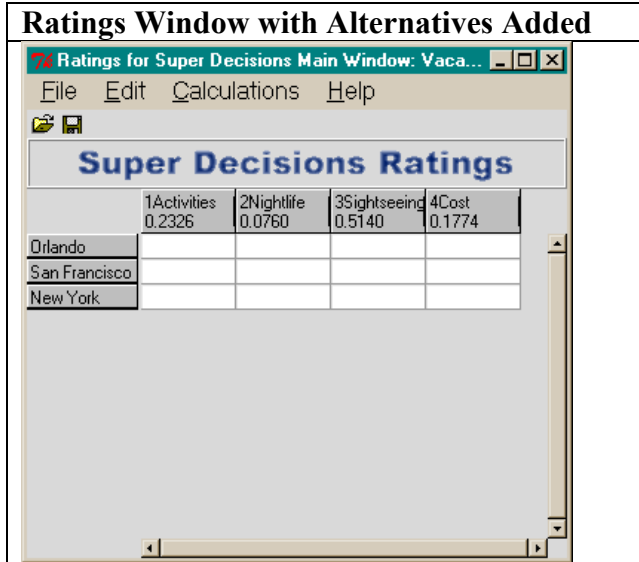 Ratings Window with Alternatives Added
Ratings for Super Decisions Main Window: Vaca...
File Edit Calculations Help
Super Decisions Ratings
1Activities 2Nightlife 3Sightseeing 4Cost
0.2326 0.0760 0.5140 0.1774
Orlando
San Francisco
New York